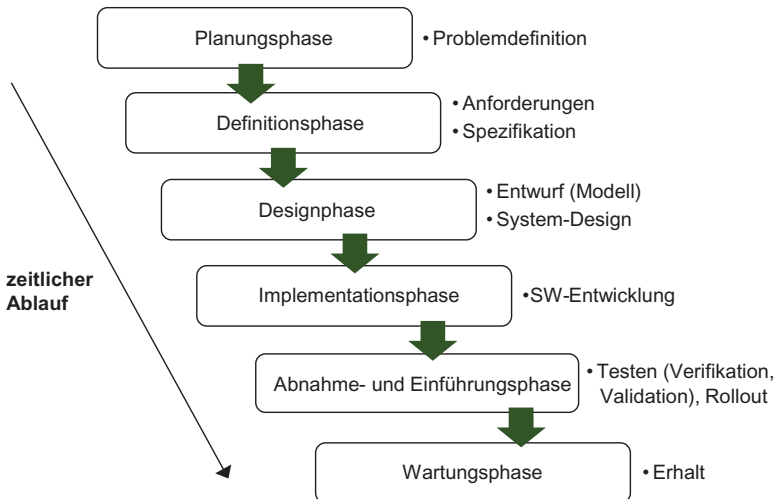 Planungsphase
• Problemdefinition
Definitionsphase
• Anforderungen
• Spezifikation
Designphase
• Entwurf (Modell)
• System-Design
zeitlicher
Ablauf
Implementationsphase
• SW-Entwicklung
Abnahme- und Einführungsphase
• Testen (Verifikation,
Validation), Rollout
Wartungsphase
• Erhalt